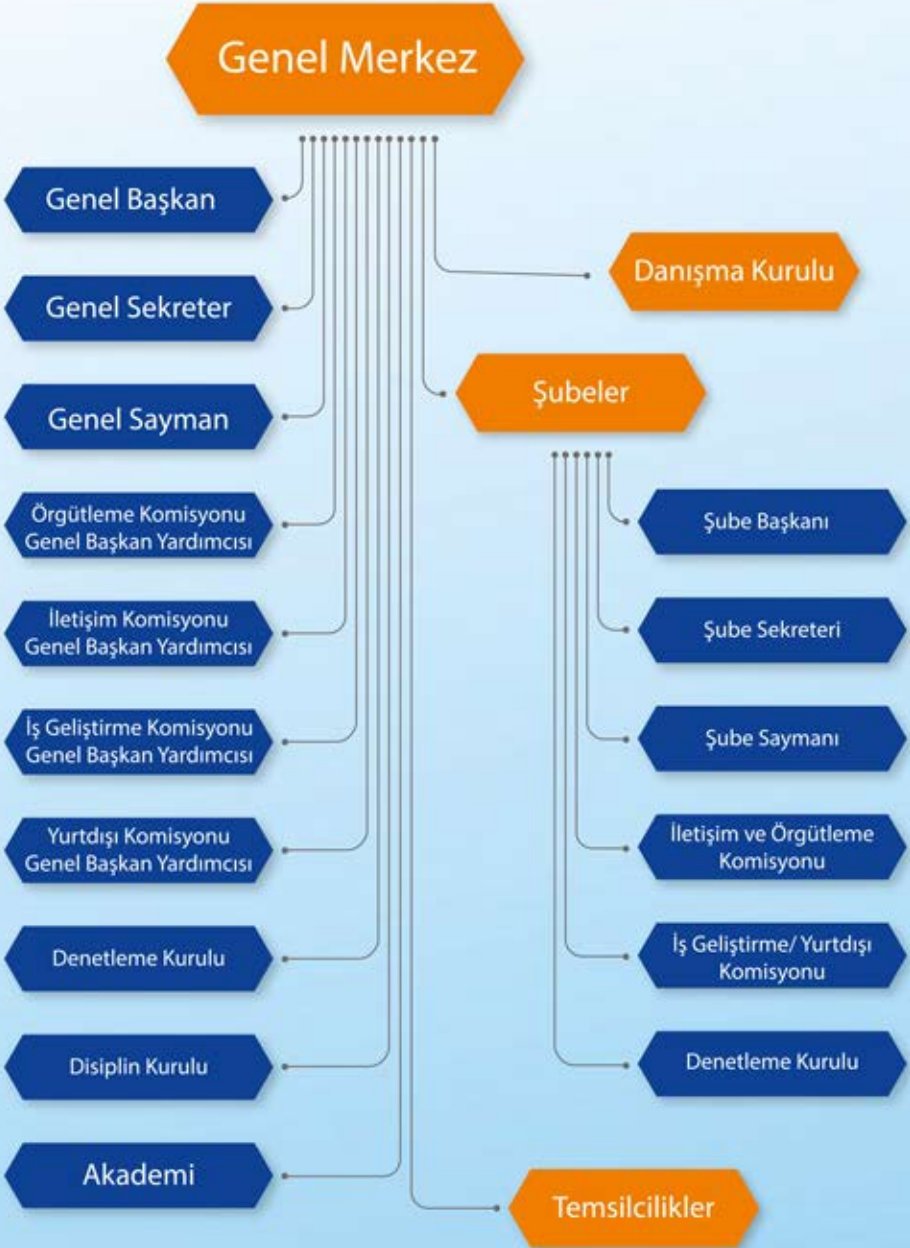 Genel Merkez
Genel Başkan
Genel Sekreter
Genel Sayman
Örgütleme Komisyonu
Genel Başkan Yardımcısı
İletişim Komisyonu
Genel Başkan Yardımcısı
İş Geliştirme Komisyonu
Genel Başkan Yardımcısı
Yurtdışı Komisyonu
Genel Başkan Yardımcısı
Denetleme Kurulu
Disiplin Kurulu
Akademi
Danışma Kurulu
Şubeler
Şube Başkanı
Şube Sekreteri
Şube Saymanı
İletişim ve Örgütleme
Komisyonu
İş Geliştirme/ Yurtdışı
Komisyonu
Denetleme Kurulu
Temsilcilikler